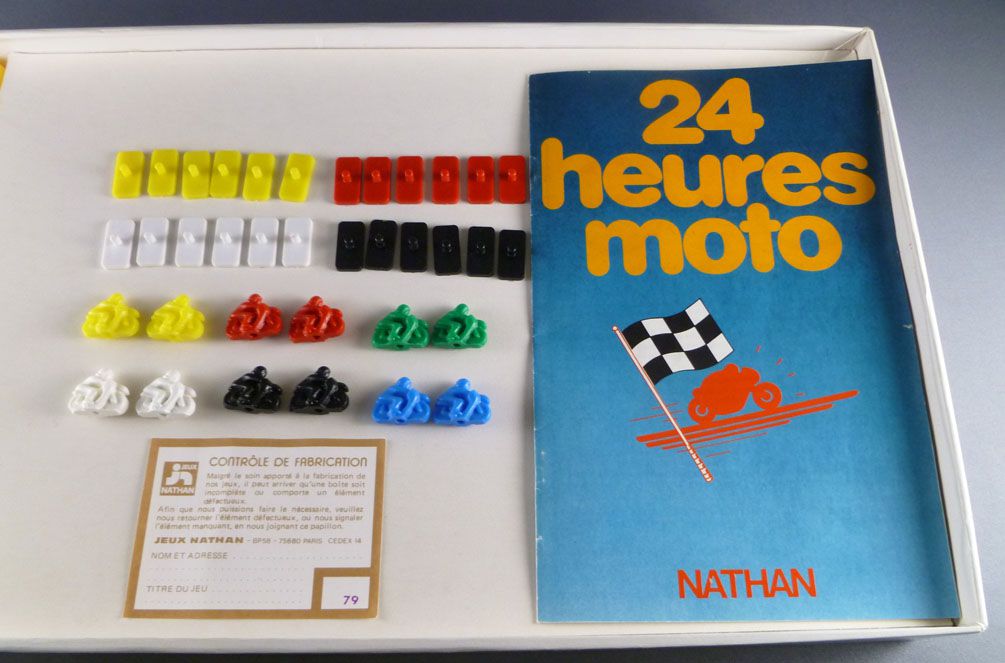 24
heures
moto
NATHAN
JEUX
NATHAN
CONTRÔLE DE FABRICATION
Malgré le soin apporté à la fabrication de
nos jeux, il peut arriver qu'une boîte soit
incomplète ou comporte un élément
défectueux.
Afin que nous puissions faire le nécessaire, veuillez
nous retourner l'élément défectueux, ou nous signaler
l'élément manquant, en nous joignant ce papillon.
JEUX NATHAN - BP58 - 75680 PARIS CEDEX 14
NOM ET ADRESSE
TITRE DU JEU
79